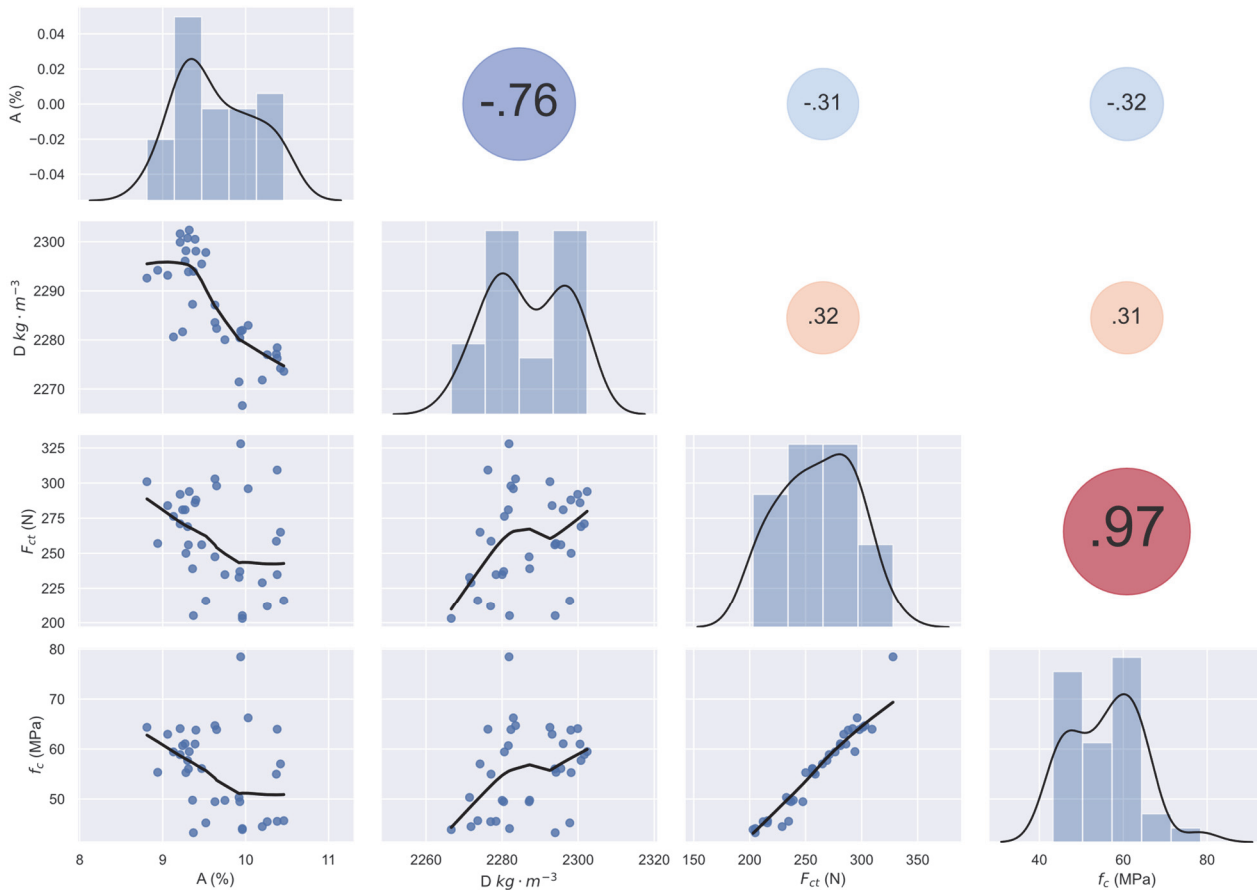 0.04
0.02
0.00
−0.02
−0.04
A (%)
-.76
-.31
-.32
2300
2290
2280
2270
D kg · m⁻³
.32
.31
325
300
275
250
225
200
F_ct (N)
.97
80
70
60
50
f_c (MPa)
8 9 10 11
2260 2280 2300 2320
150 200 250 300 350
40 60 80
A (%)
D kg · m⁻³
F_ct (N)
f_c (MPa)